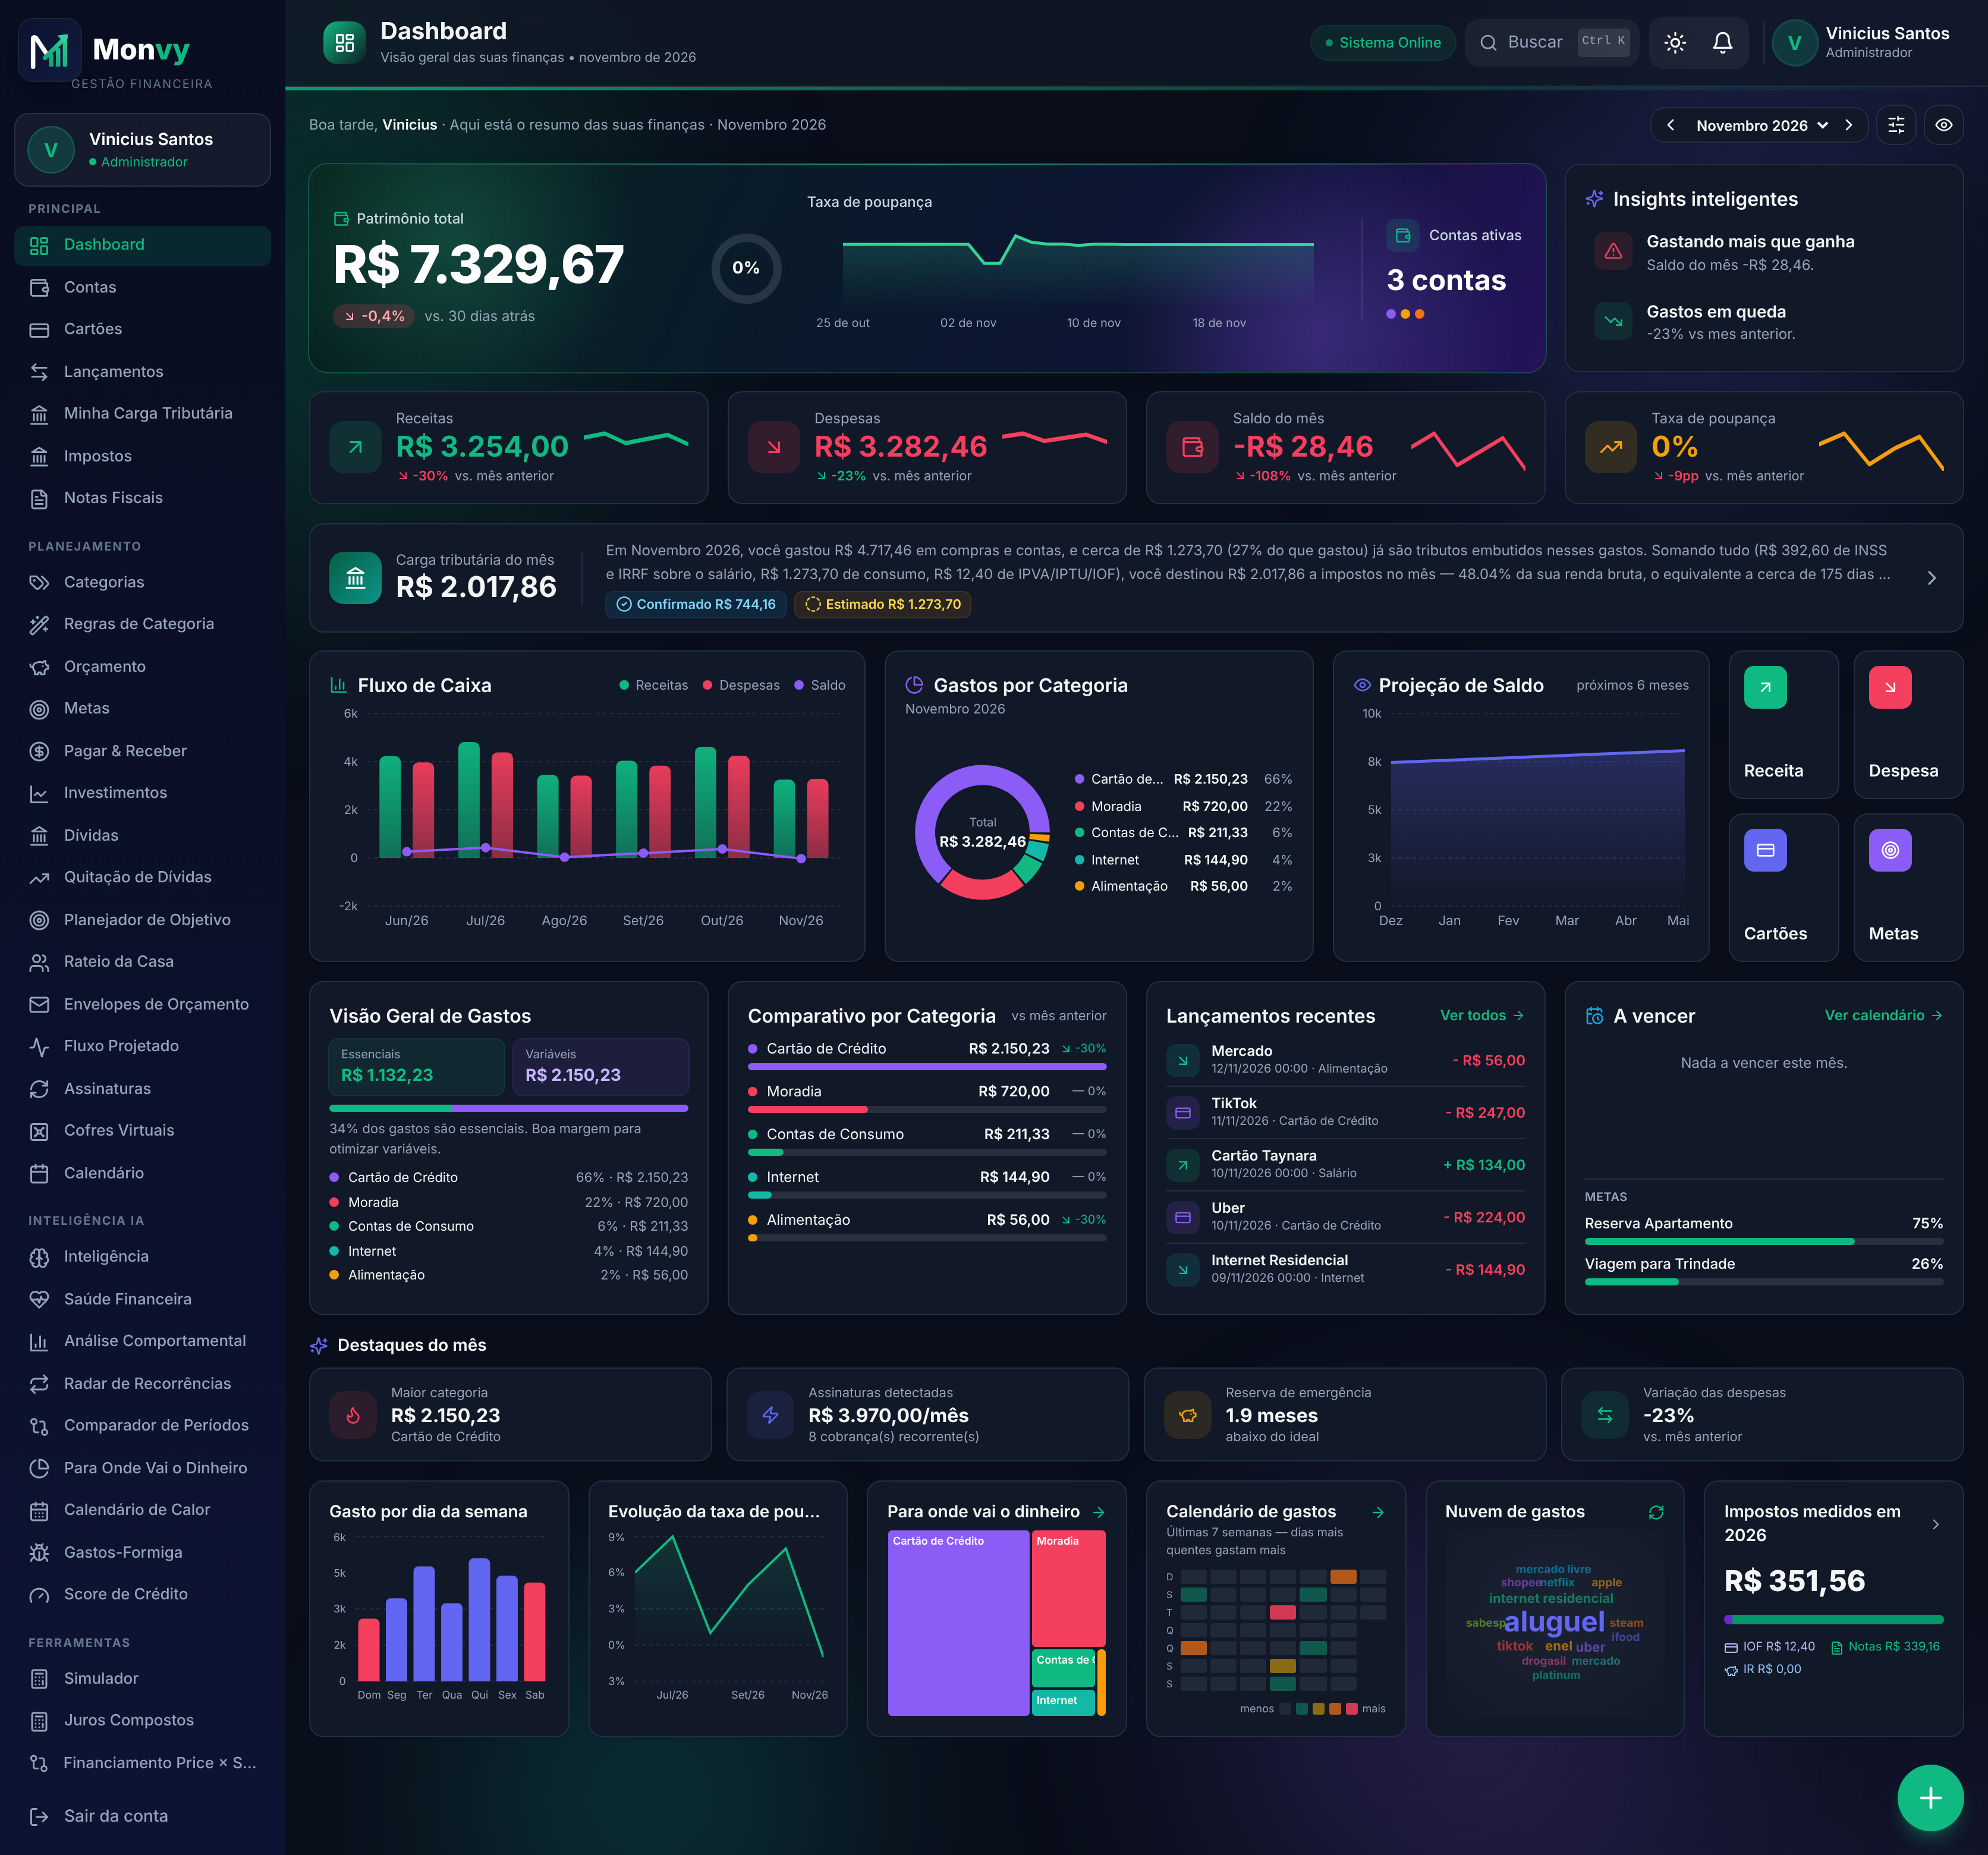 Monvy
GESTÃO FINANCEIRA
V
Vinicius Santos
Administrador
PRINCIPAL
Dashboard
Contas
Cartões
Lançamentos
Minha Carga Tributária
Impostos
Notas Fiscais
PLANEJAMENTO
Categorias
Regras de Categoria
Orçamento
Metas
Pagar & Receber
Investimentos
Dívidas
Quitação de Dívidas
Planejador de Objetivo
Rateio da Casa
Envelopes de Orçamento
Fluxo Projetado
Assinaturas
Cofres Virtuais
Calendário
INTELIGÊNCIA IA
Inteligência
Saúde Financeira
Análise Comportamental
Radar de Recorrências
Comparador de Períodos
Para Onde Vai o Dinheiro
Calendário de Calor
Gastos-Formiga
Score de Crédito
FERRAMENTAS
Simulador
Juros Compostos
Financiamento Price × S...
Sair da conta
Dashboard
Visão geral das suas finanças • novembro de 2026
Sistema Online
Buscar Ctrl K
V
Vinicius Santos
Administrador
Boa tarde, Vinicius · Aqui está o resumo das suas finanças · Novembro 2026
Novembro 2026
Patrimônio total
R$ 7.329,67
-0,4% vs. 30 dias atrás
0%
Taxa de poupança
25 de out 02 de nov 10 de nov 18 de nov
Contas ativas
3 contas
Insights inteligentes
Gastando mais que ganha
Saldo do mês -R$ 28,46.
Gastos em queda
-23% vs mes anterior.
Receitas
R$ 3.254,00
-30% vs. mês anterior
Despesas
R$ 3.282,46
-23% vs. mês anterior
Saldo do mês
-R$ 28,46
-108% vs. mês anterior
Taxa de poupança
0%
-9pp vs. mês anterior
Carga tributária do mês
R$ 2.017,86
Em Novembro 2026, você gastou R$ 4.717,46 em compras e contas, e cerca de R$ 1.273,70 (27% do que gastou) já são tributos embutidos nesses gastos. Somando tudo (R$ 392,60 de INSS
e IRRF sobre o salário, R$ 1.273,70 de consumo, R$ 12,40 de IPVA/IPTU/IOF), você destinou R$ 2.017,86 a impostos no mês — 48.04% da sua renda bruta, o equivalente a cerca de 175 dias ...
Confirmado R$ 744,16
Estimado R$ 1.273,70
Fluxo de Caixa
Receitas Despesas Saldo
6k
4k
2k
0
-2k
Jun/26 Jul/26 Ago/26 Set/26 Out/26 Nov/26
Gastos por Categoria
Novembro 2026
Total
R$ 3.282,46
Cartão de... R$ 2.150,23 66%
Moradia R$ 720,00 22%
Contas de C... R$ 211,33 6%
Internet R$ 144,90 4%
Alimentação R$ 56,00 2%
Projeção de Saldo próximos 6 meses
10k
8k
5k
3k
0
Dez Jan Fev Mar Abr Mai
Receita
Despesa
Cartões
Metas
Visão Geral de Gastos
Essenciais
R$ 1.132,23
Variáveis
R$ 2.150,23
34% dos gastos são essenciais. Boa margem para
otimizar variáveis.
Cartão de Crédito 66% · R$ 2.150,23
Moradia 22% · R$ 720,00
Contas de Consumo 6% · R$ 211,33
Internet 4% · R$ 144,90
Alimentação 2% · R$ 56,00
Comparativo por Categoria vs mês anterior
Cartão de Crédito R$ 2.150,23 -30%
Moradia R$ 720,00 — 0%
Contas de Consumo R$ 211,33 — 0%
Internet R$ 144,90 — 0%
Alimentação R$ 56,00 -30%
Lançamentos recentes Ver todos
Mercado
12/11/2026 00:00 · Alimentação
- R$ 56,00
TikTok
11/11/2026 · Cartão de Crédito
- R$ 247,00
Cartão Taynara
10/11/2026 00:00 · Salário
+ R$ 134,00
Uber
10/11/2026 · Cartão de Crédito
- R$ 224,00
Internet Residencial
09/11/2026 00:00 · Internet
- R$ 144,90
A vencer Ver calendário
Nada a vencer este mês.
METAS
Reserva Apartamento 75%
Viagem para Trindade 26%
Destaques do mês
Maior categoria
R$ 2.150,23
Cartão de Crédito
Assinaturas detectadas
R$ 3.970,00/mês
8 cobrança(s) recorrente(s)
Reserva de emergência
1.9 meses
abaixo do ideal
Variação das despesas
-23%
vs. mês anterior
Gasto por dia da semana
6k
5k
3k
2k
0
Dom Seg Ter Qua Qui Sex Sab
Evolução da taxa de pou...
9%
6%
3%
0%
3%
Jul/26 Set/26 Nov/26
Para onde vai o dinheiro
Cartão de Crédito
Moradia
Contas de C
Internet
Calendário de gastos
Últimas 7 semanas — dias mais
quentes gastam mais
D
S
T
Q
Q
S
S
menos mais
Nuvem de gastos
mercado livre
shopee netflix apple
internet residencial
sabesp aluguel steam
ifood
tiktok enel uber
drogasil mercado
platinum
Impostos medidos em
2026
R$ 351,56
IOF R$ 12,40 Notas R$ 339,16
IR R$ 0,00